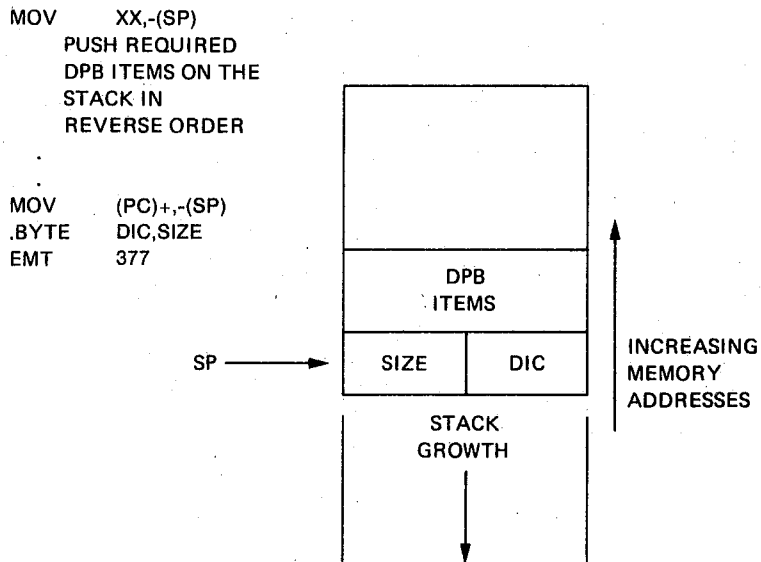 MOV XX,-(SP)
PUSH REQUIRED
DPB ITEMS ON THE
STACK IN
REVERSE ORDER
.
.
MOV (PC)+,-(SP)
.BYTE DIC,SIZE
EMT 377
DPB
ITEMS
SP
SIZE DIC
INCREASING
MEMORY
ADDRESSES
STACK
GROWTH